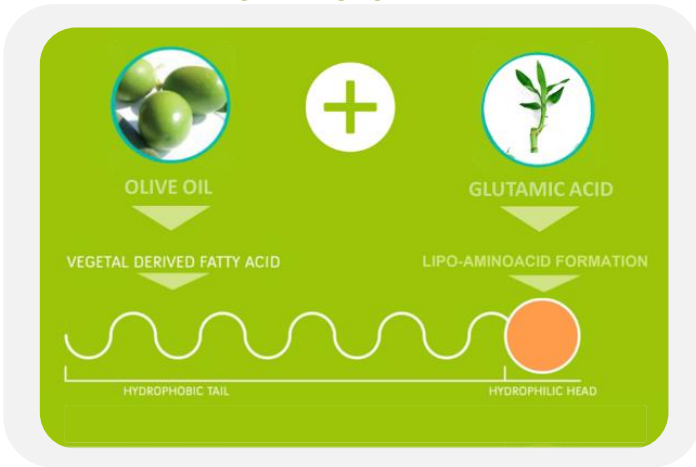 OLIVE OIL
GLUTAMIC ACID
VEGETAL DERIVED FATTY ACID
LIPO-AMINOACID FORMATION
HYDROPHOBIC TAIL
HYDROPHILIC HEAD